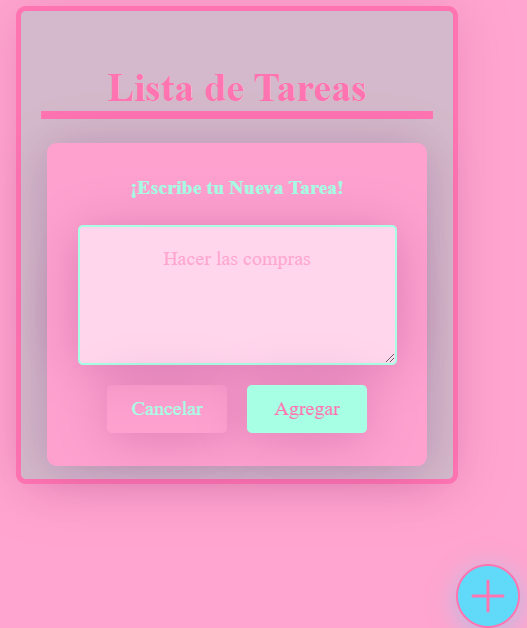 Lista de Tareas
¡Escribe tu Nueva Tarea!
Hacer las compras
Cancelar
Agregar